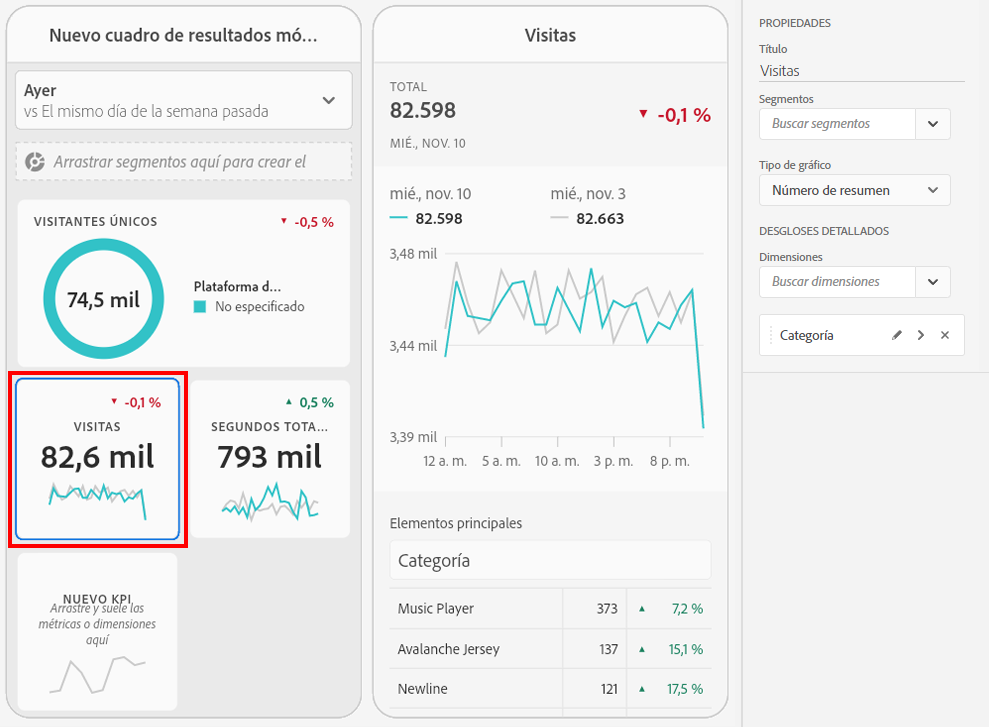 Nuevo cuadro de resultados mó...
Ayer
vs El mismo día de la semana pasada
Arrastrar segmentos aquí para crear el
VISITANTES ÚNICOS
-0,5 %
74,5 mil
Plataforma d...
No especificado
-0,1 %
VISITAS
82,6 mil
0,5 %
SEGUNDOS TOTA...
793 mil
NUEVO KPI
Arrastre y suele las
métricas o dimensiones
aquí
Visitas
TOTAL
82.598
-0,1 %
MIÉ., NOV. 10
mié., nov. 10
82.598
mié., nov. 3
82.663
3,48 mil
3,44 mil
3,39 mil
12 a. m. 5 a. m. 10 a. m. 3 p. m. 8 p. m.
Elementos principales
Categoría
Music Player 373 7,2 %
Avalanche Jersey 137 15,1 %
Newline 121 17,5 %
PROPIEDADES
Título
Visitas
Segmentos
Buscar segmentos
Tipo de gráfico
Número de resumen
DESGLOSES DETALLADOS
Dimensiones
Buscar dimensiones
Categoría